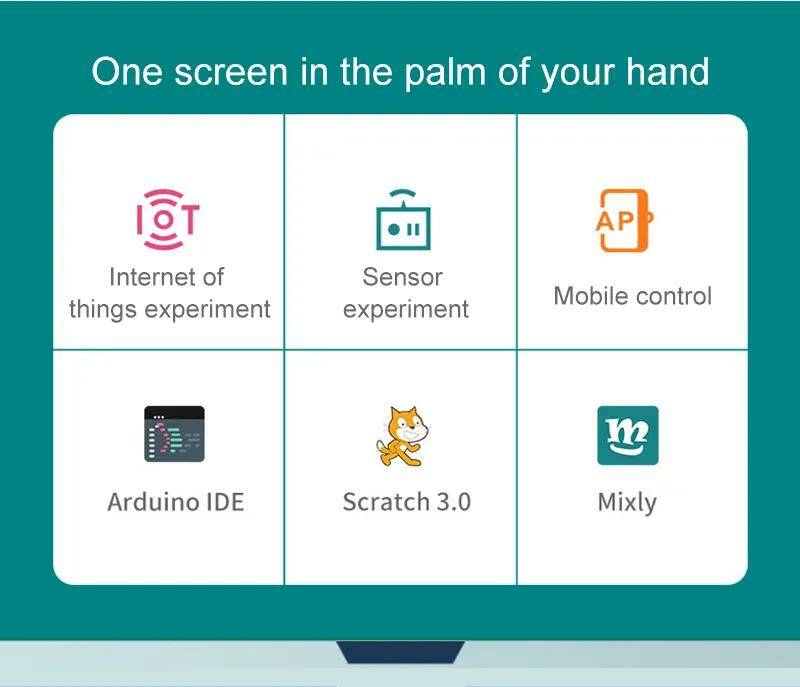 One screen in the palm of your hand
IOT
APP
Internet of
things experiment
Sensor
experiment
Mobile control
m
Arduino IDE
Scratch 3.0
Mixly